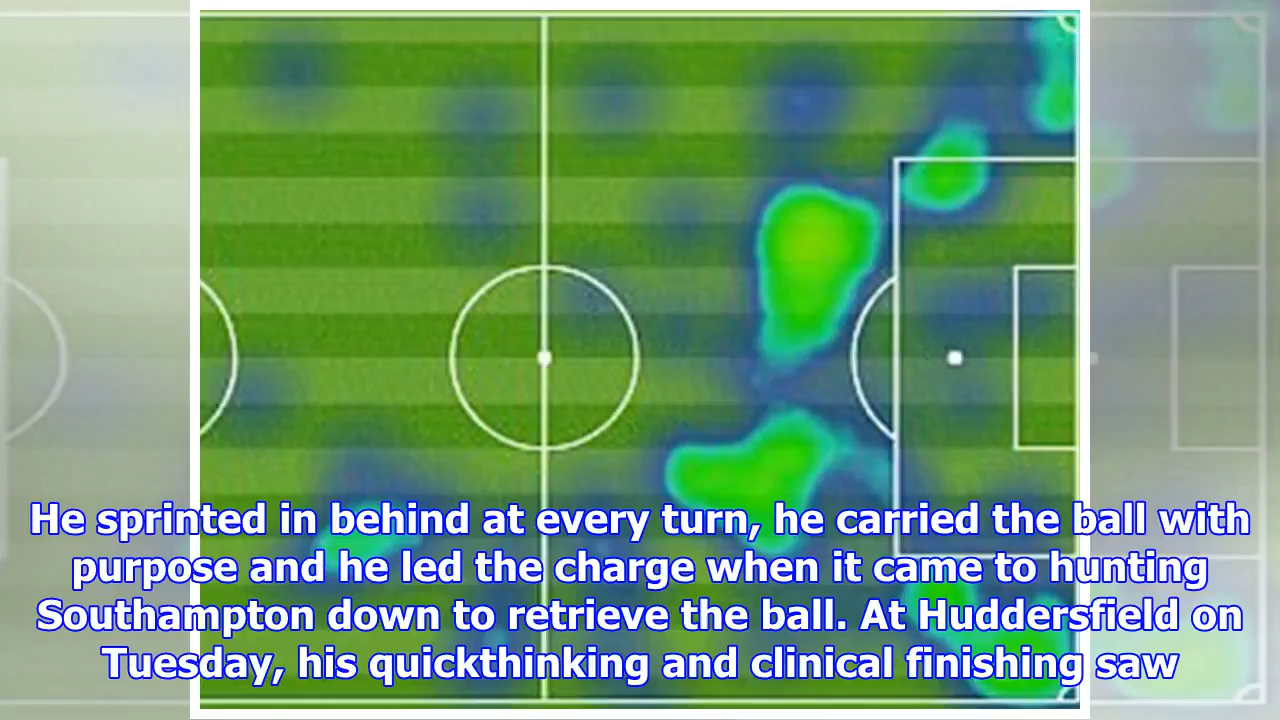 He sprinted in behind at every turn, he carried the ball with
purpose and he led the charge when it came to hunting
Southampton down to retrieve the ball. At Huddersfield on
Tuesday, his quickthinking and clinical finishing saw